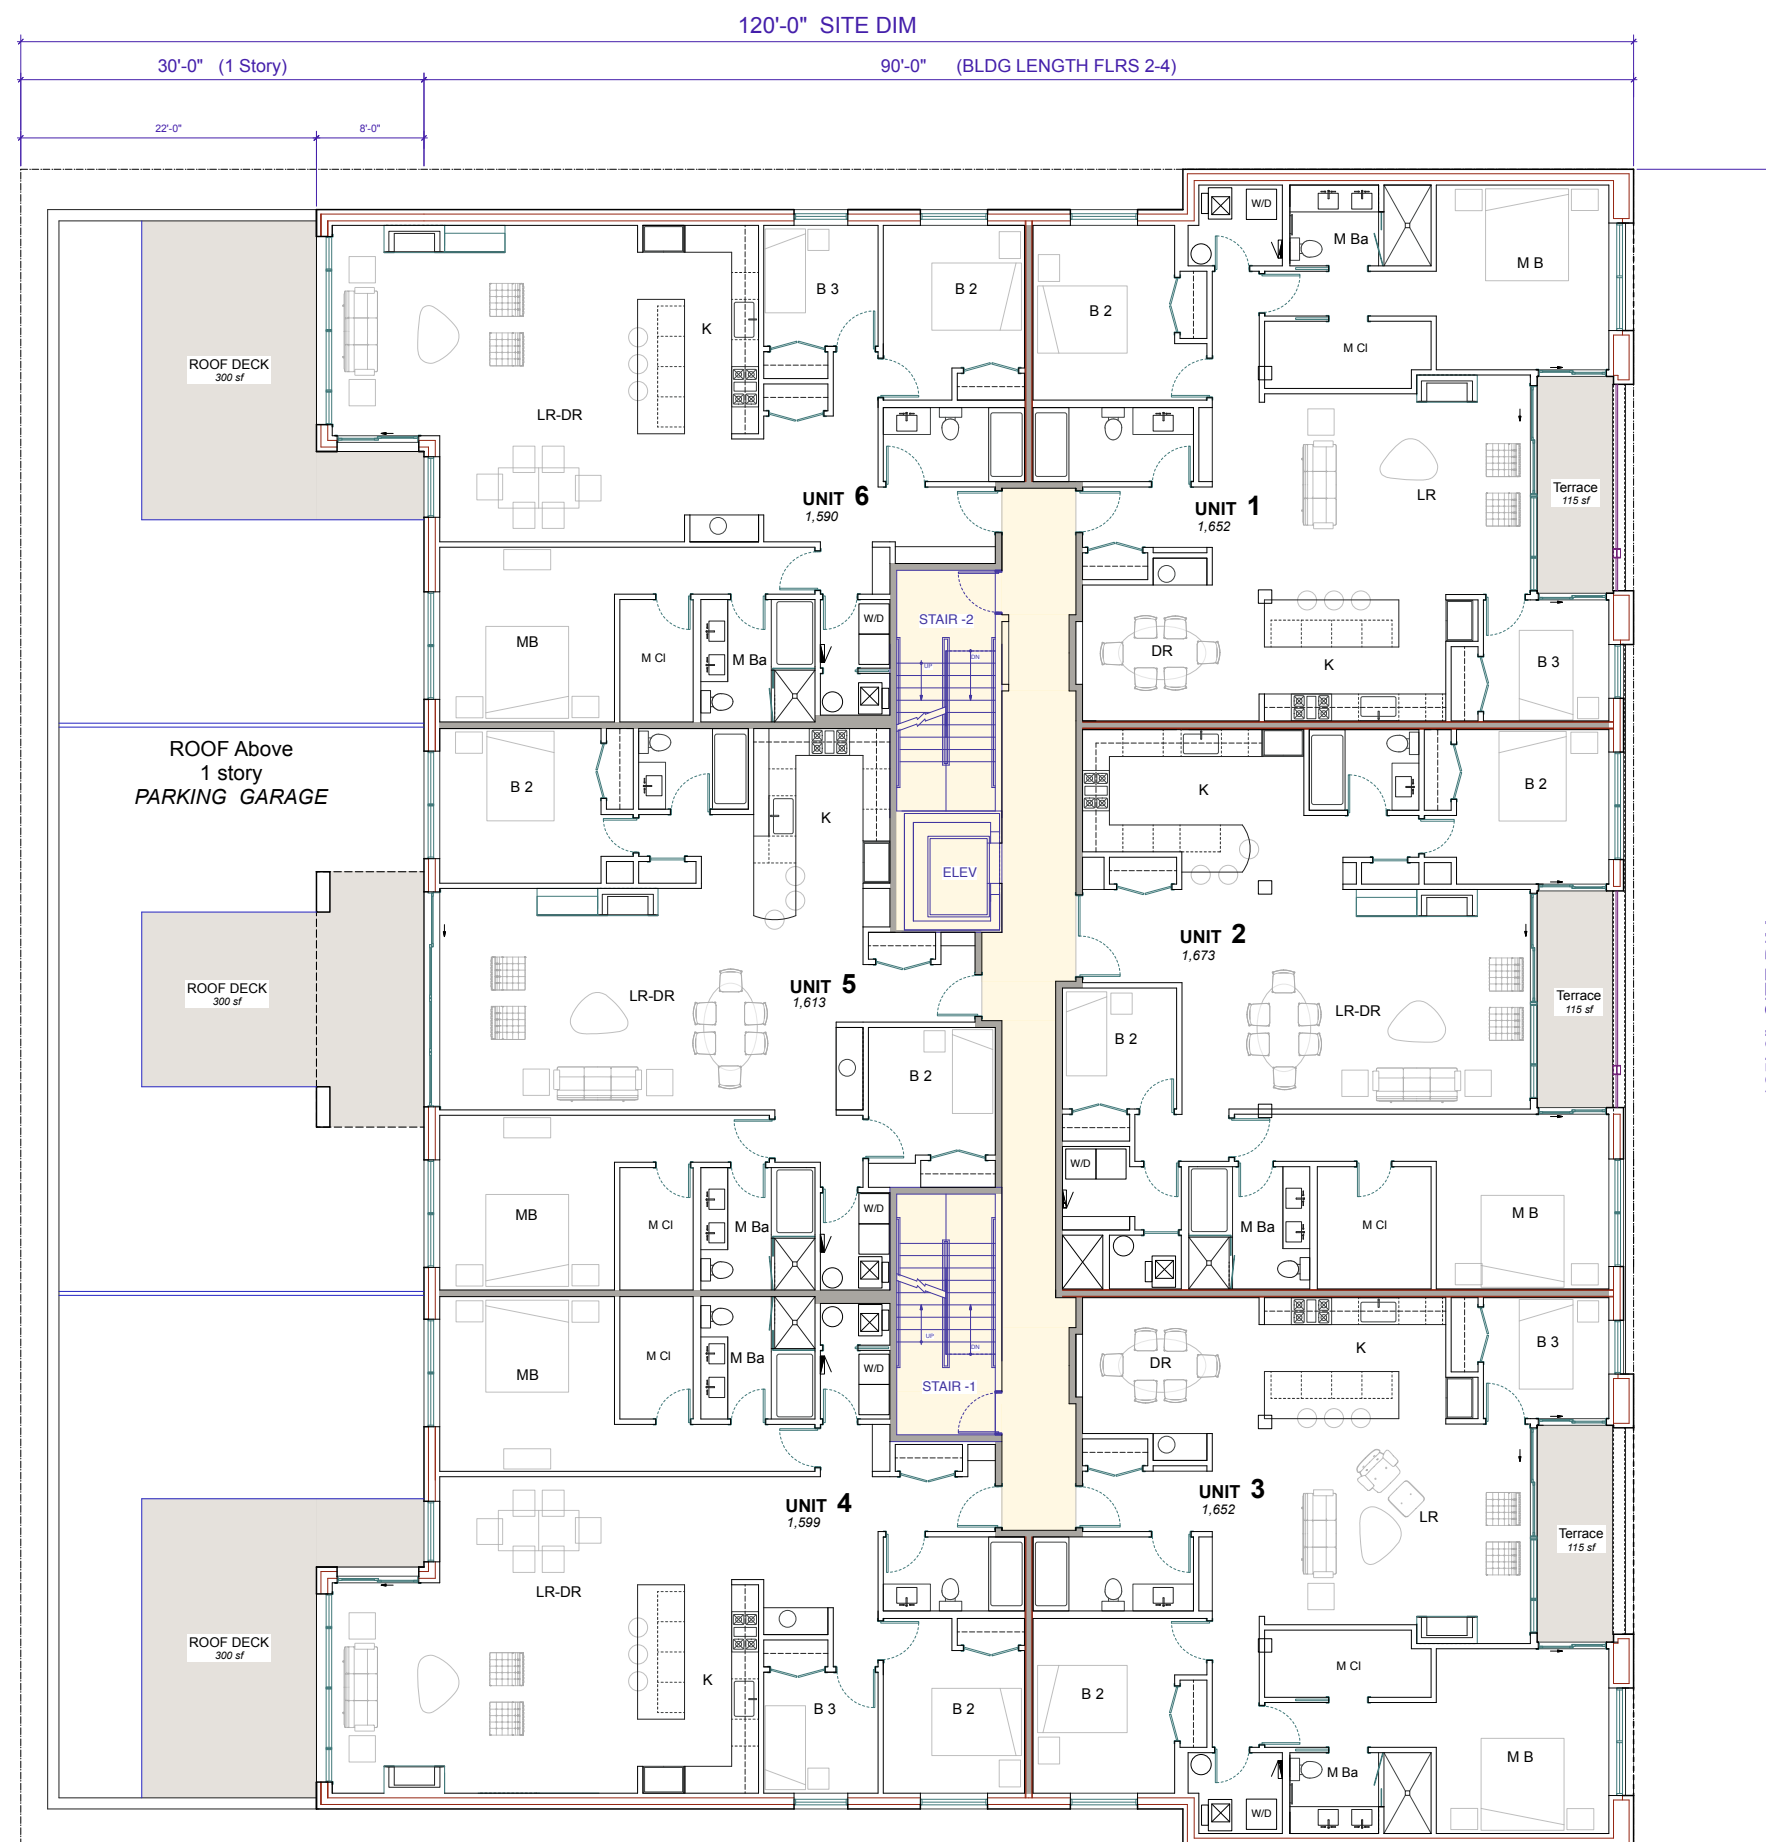 120'-0" SITE DIM
30'-0" (1 Story)
90'-0" (BLDG LENGTH FLRS 2-4)
22'-0"
8'-0"
W/D
M Ba
M B
B 3
B 2
B 2
K
M Cl
ROOF DECK
300 sf
LR-DR
UNIT 6
1,590
UNIT 1
1,652
LR
Terrace
115 sf
STAIR -2
UP
DN
W/D
MB
M Cl
M Ba
DR
K
B 3
ROOF Above
1 story
PARKING GARAGE
B 2
K
K
B 2
ELEV
UNIT 2
1,673
UNIT 5
1,613
ROOF DECK
300 sf
LR-DR
LR-DR
Terrace
115 sf
B 2
B 2
W/D
MB
M Cl
M Ba
W/D
M Ba
M Cl
M B
MB
M Cl
M Ba
W/D
UP
DN
STAIR -1
DR
K
B 3
UNIT 4
1,599
UNIT 3
1,652
LR
Terrace
115 sf
LR-DR
ROOF DECK
300 sf
K
B 3
B 2
B 2
M Cl
M B
M Ba
W/D